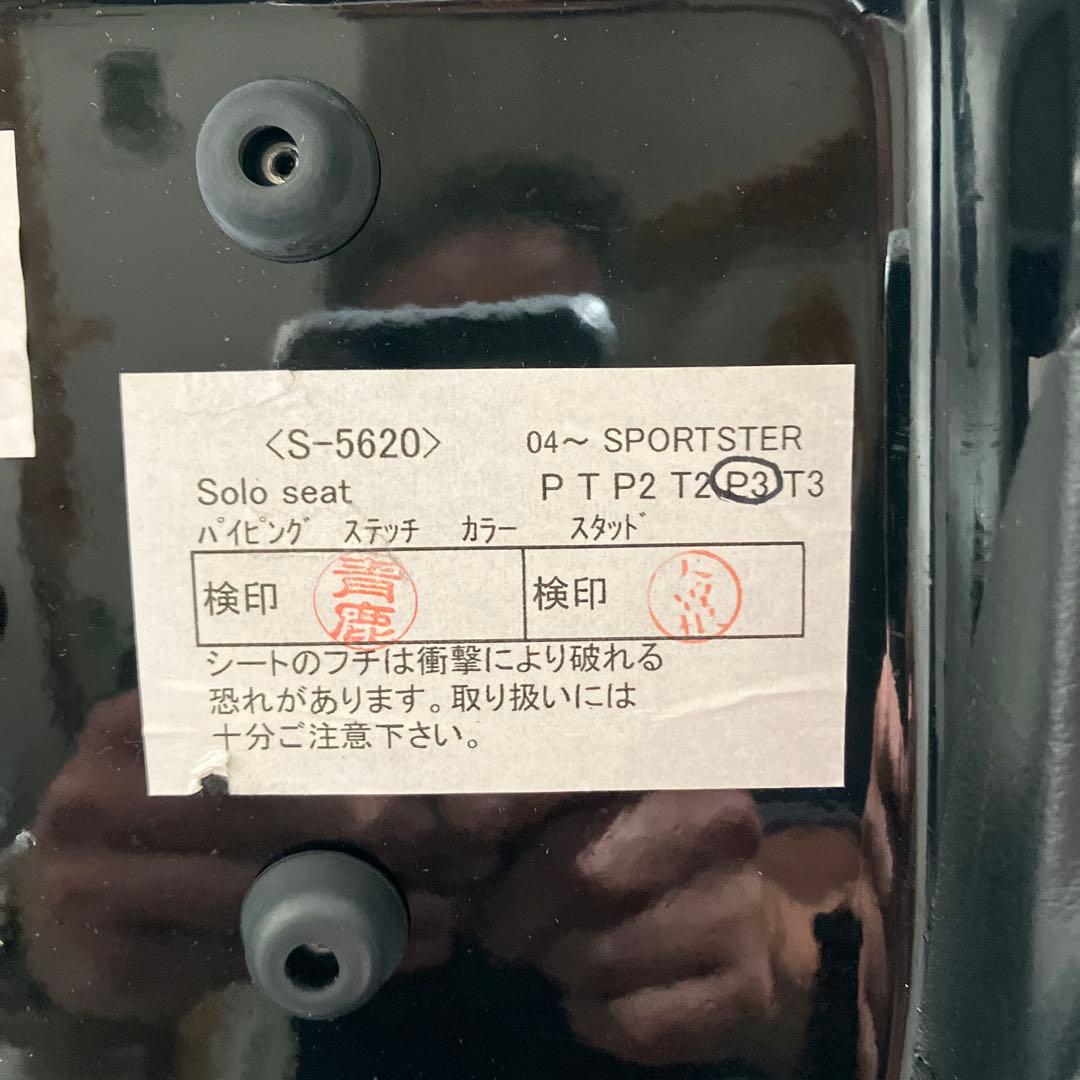 <S-5620> 04〜 SPORTSTER
Solo seat P T P2 T2 P3 T3
パイピング ステッチ カラー スタッド
検印 青鹿 検印
シートのフチは衝撃により破れる
恐れがあります。取り扱いには
十分ご注意下さい。